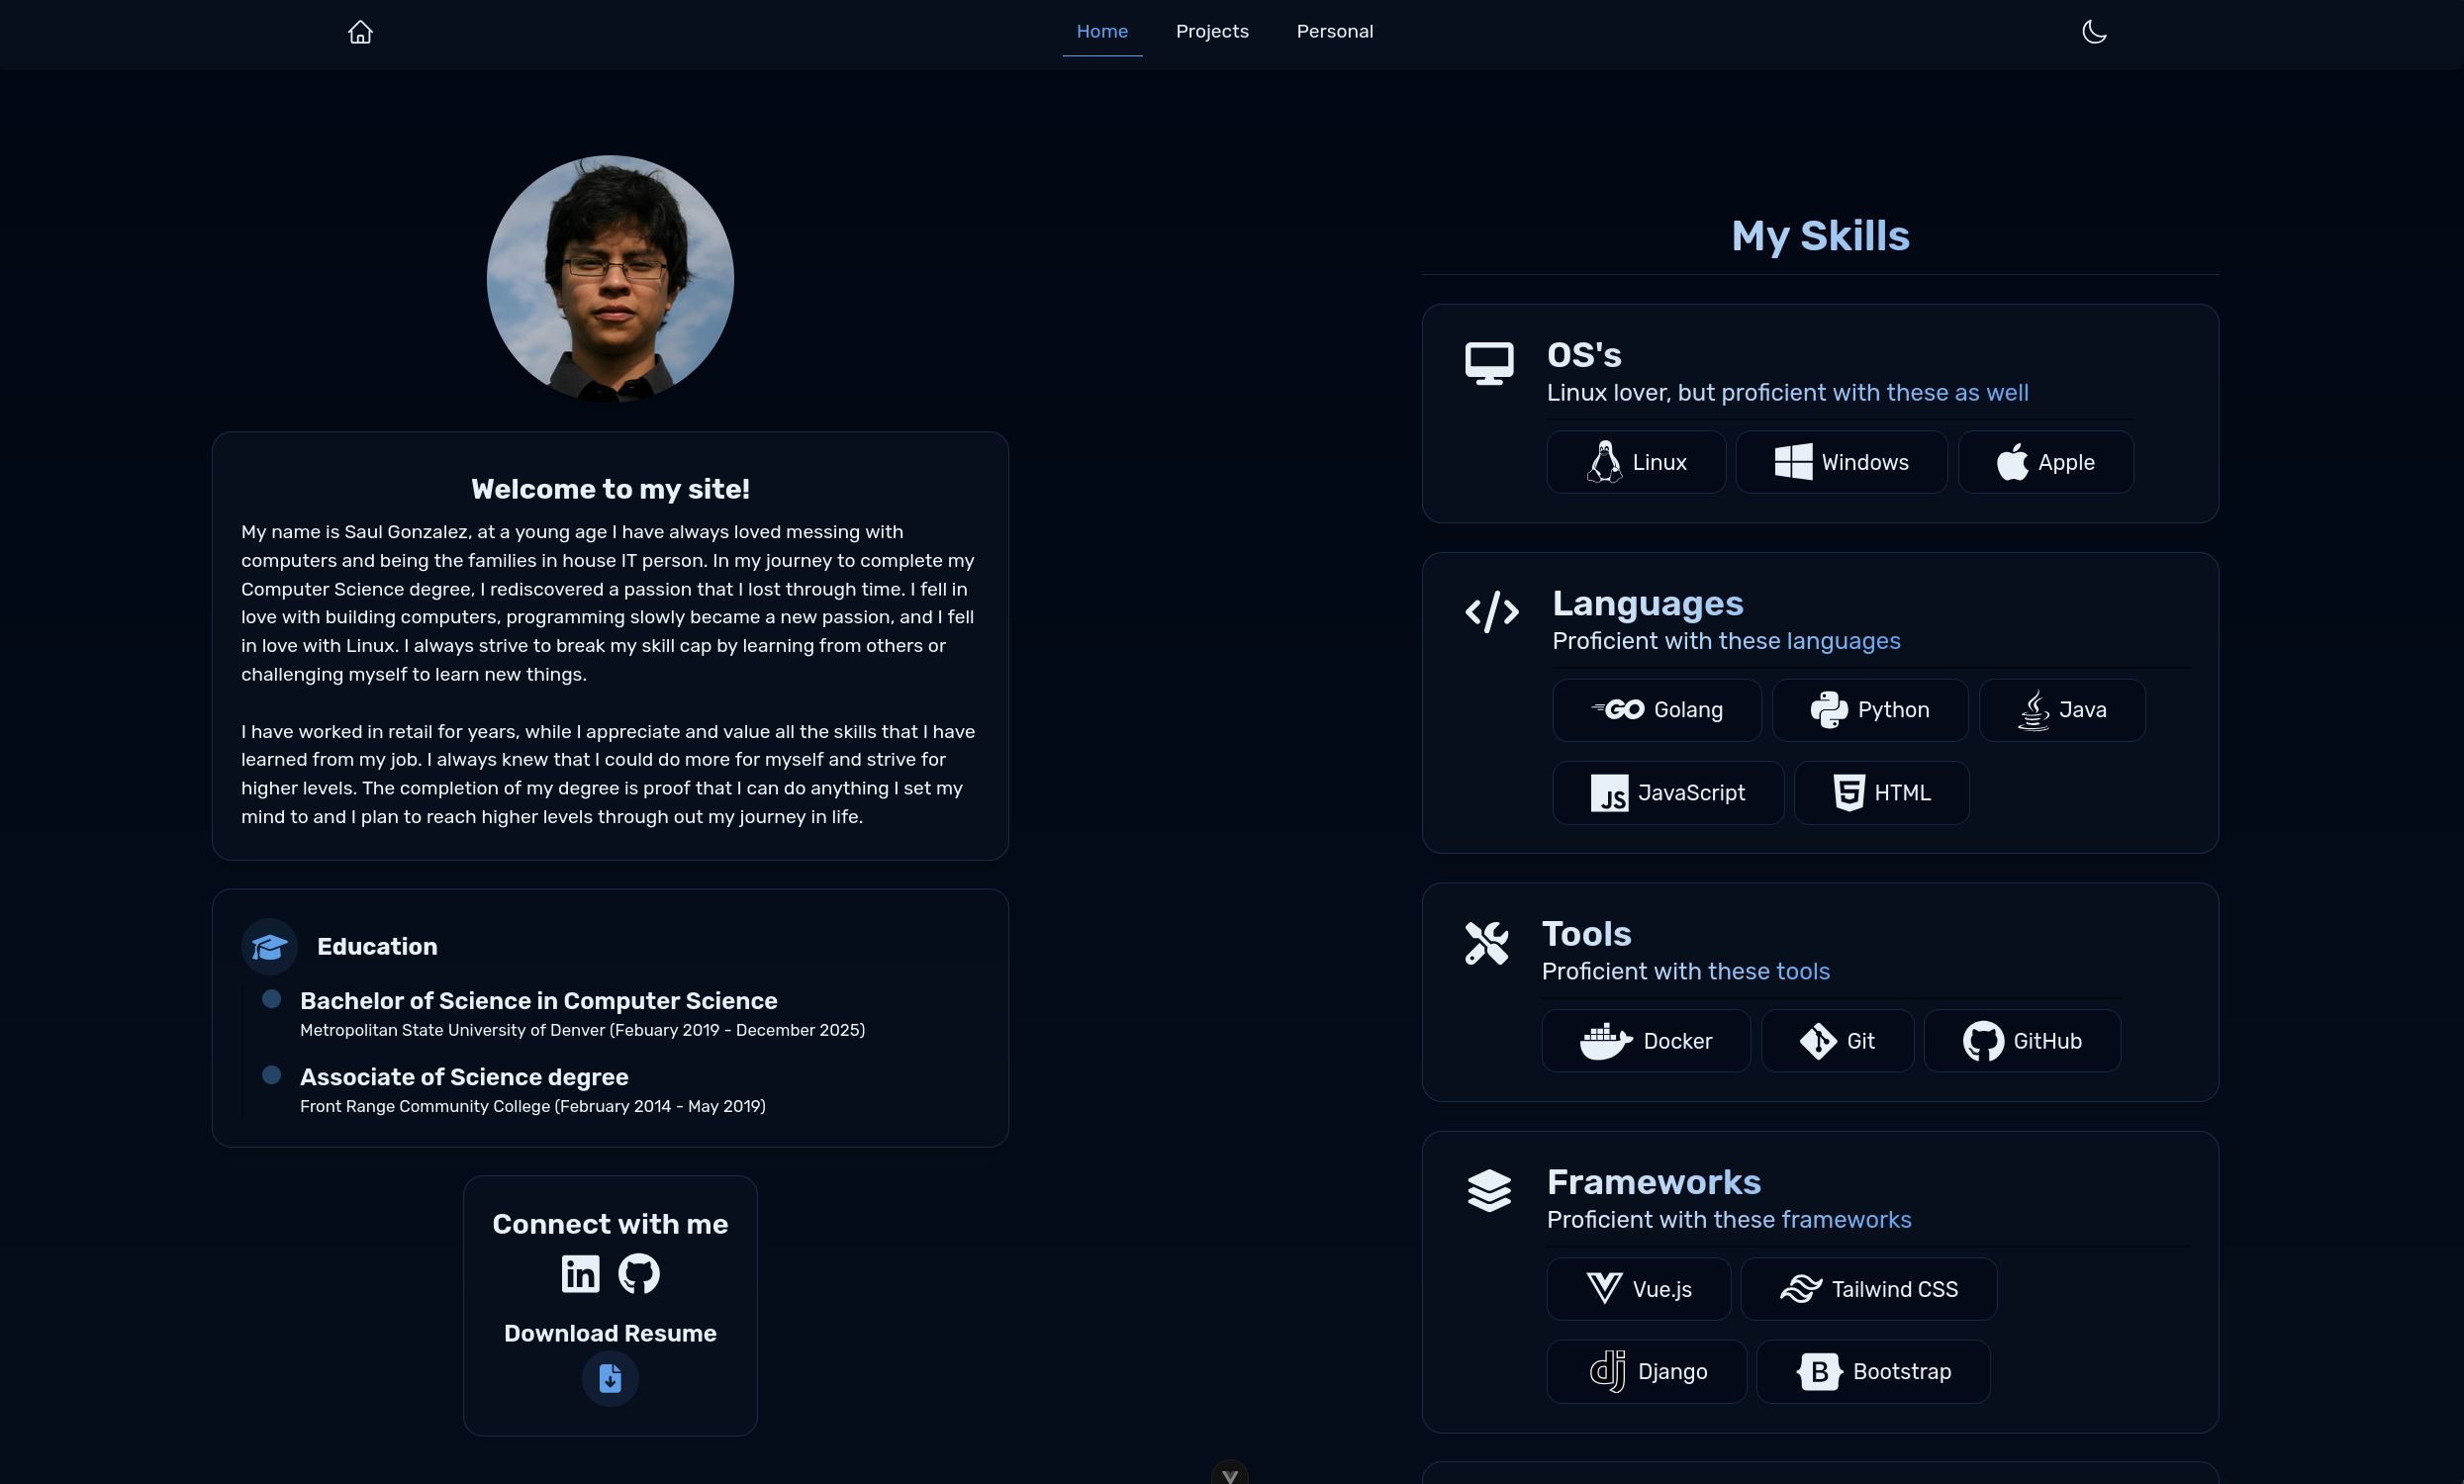 Home Projects Personal
Welcome to my site!
My name is Saul Gonzalez, at a young age I have always loved messing with
computers and being the families in house IT person. In my journey to complete my
Computer Science degree, I rediscovered a passion that I lost through time. I fell in
love with building computers, programming slowly became a new passion, and I fell
in love with Linux. I always strive to break my skill cap by learning from others or
challenging myself to learn new things.
I have worked in retail for years, while I appreciate and value all the skills that I have
learned from my job. I always knew that I could do more for myself and strive for
higher levels. The completion of my degree is proof that I can do anything I set my
mind to and I plan to reach higher levels through out my journey in life.
Education
Bachelor of Science in Computer Science
Metropolitan State University of Denver (Febuary 2019 - December 2025)
Associate of Science degree
Front Range Community College (February 2014 - May 2019)
Connect with me
in
Download Resume
My Skills
OS's
Linux lover, but proficient with these as well
Linux Windows Apple
Languages
Proficient with these languages
GO Golang Python Java
JS JavaScript 5 HTML
Tools
Proficient with these tools
Docker Git GitHub
Frameworks
Proficient with these frameworks
Vue.js Tailwind CSS
dj Django B Bootstrap